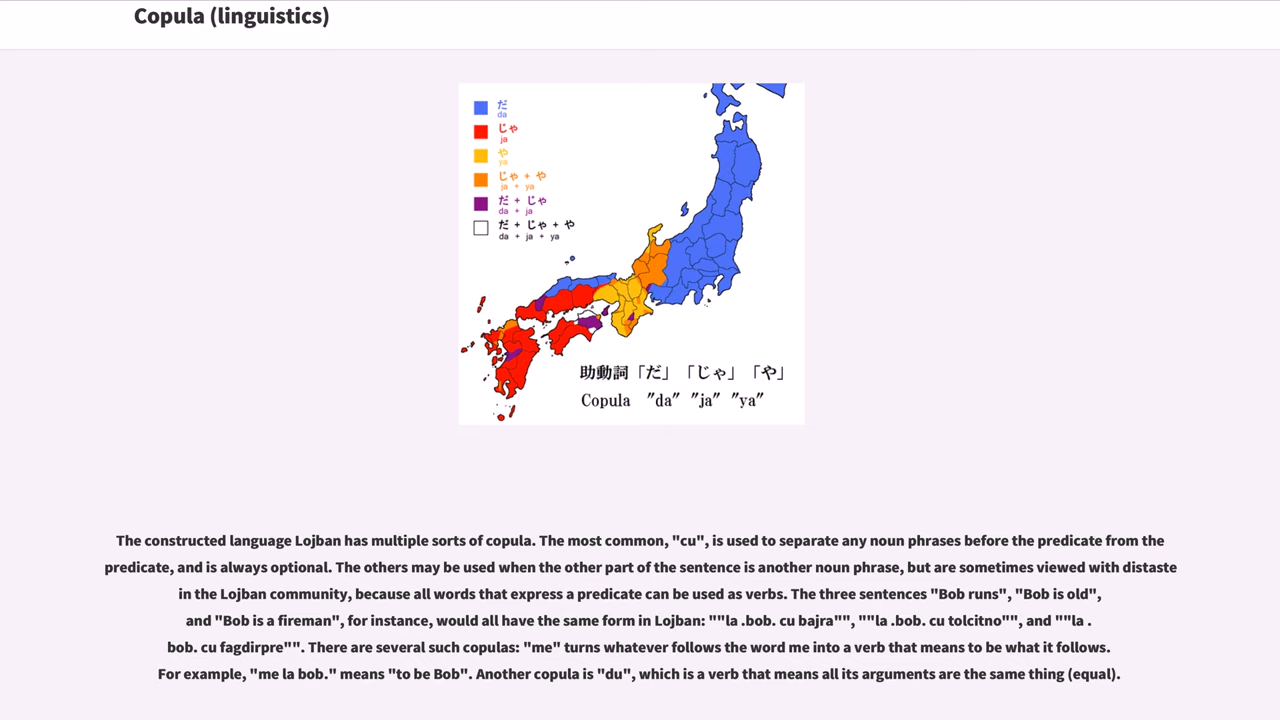 Copula (linguistics)
だ
da
じゃ
ja
や
ya
じゃ + や
ja + ya
だ + じゃ
da + ja
だ + じゃ + や
da + ja + ya
助動詞「だ」「じゃ」「や」
Copula "da" "ja" "ya"
The constructed language Lojban has multiple sorts of copula. The most common, "cu", is used to separate any noun phrases before the predicate from the
predicate, and is always optional. The others may be used when the other part of the sentence is another noun phrase, but are sometimes viewed with distaste
in the Lojban community, because all words that express a predicate can be used as verbs. The three sentences "Bob runs", "Bob is old",
and "Bob is a fireman", for instance, would all have the same form in Lojban: ""la .bob. cu bajra"", ""la .bob. cu tolcitno"", and ""la .
bob. cu fagdirpre"". There are several such copulas: "me" turns whatever follows the word me into a verb that means to be what it follows.
For example, "me la bob." means "to be Bob". Another copula is "du", which is a verb that means all its arguments are the same thing (equal).